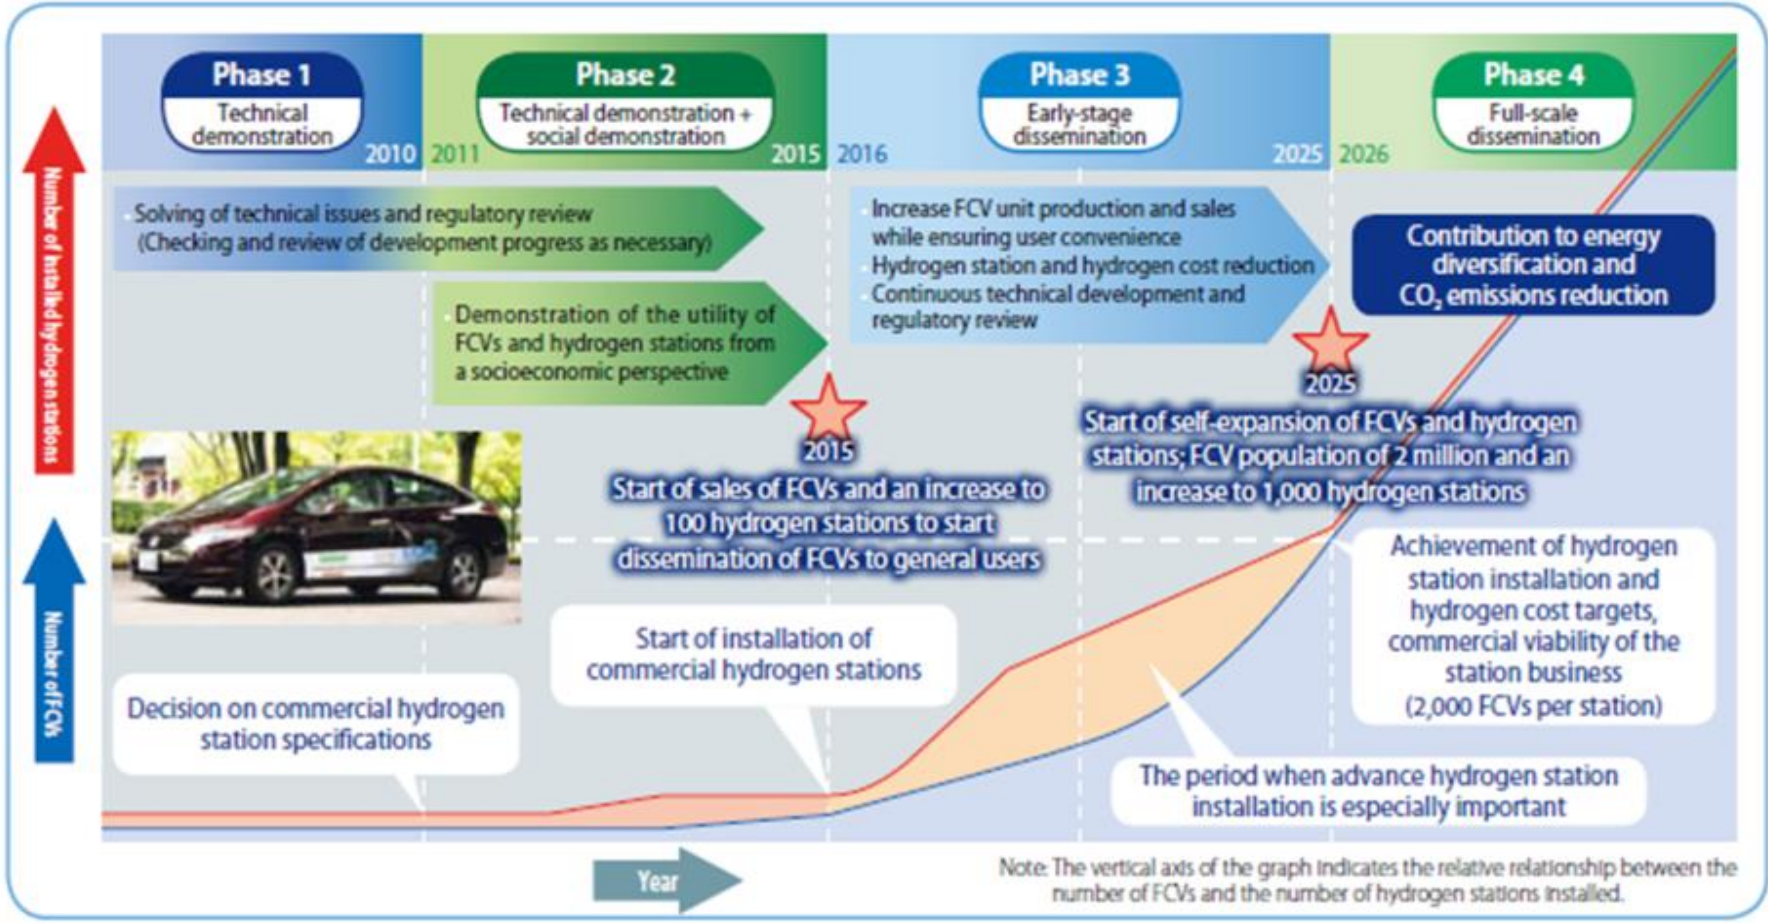 Phase 1
Technical
demonstration
2010
Phase 2
Technical demonstration +
social demonstration
2011
2015
Phase 3
Early-stage
dissemination
2016
2025
Phase 4
Full-scale
dissemination
2026
Number of installed hydrogen stations
Number of FCVs
· Solving of technical issues and regulatory review
(Checking and review of development progress as necessary)
· Demonstration of the utility of
FCVs and hydrogen stations from
a socioeconomic perspective
· Increase FCV unit production and sales
while ensuring user convenience
· Hydrogen station and hydrogen cost reduction
· Continuous technical development and
regulatory review
Contribution to energy
diversification and
CO₂ emissions reduction
2015
Start of sales of FCVs and an increase to
100 hydrogen stations to start
dissemination of FCVs to general users
2025
Start of self-expansion of FCVs and hydrogen
stations; FCV population of 2 million and an
increase to 1,000 hydrogen stations
Decision on commercial hydrogen
station specifications
Start of installation of
commercial hydrogen stations
Achievement of hydrogen
station installation and
hydrogen cost targets,
commercial viability of the
station business
(2,000 FCVs per station)
The period when advance hydrogen station
installation is especially important
Year
Note: The vertical axis of the graph indicates the relative relationship between the
number of FCVs and the number of hydrogen stations installed.